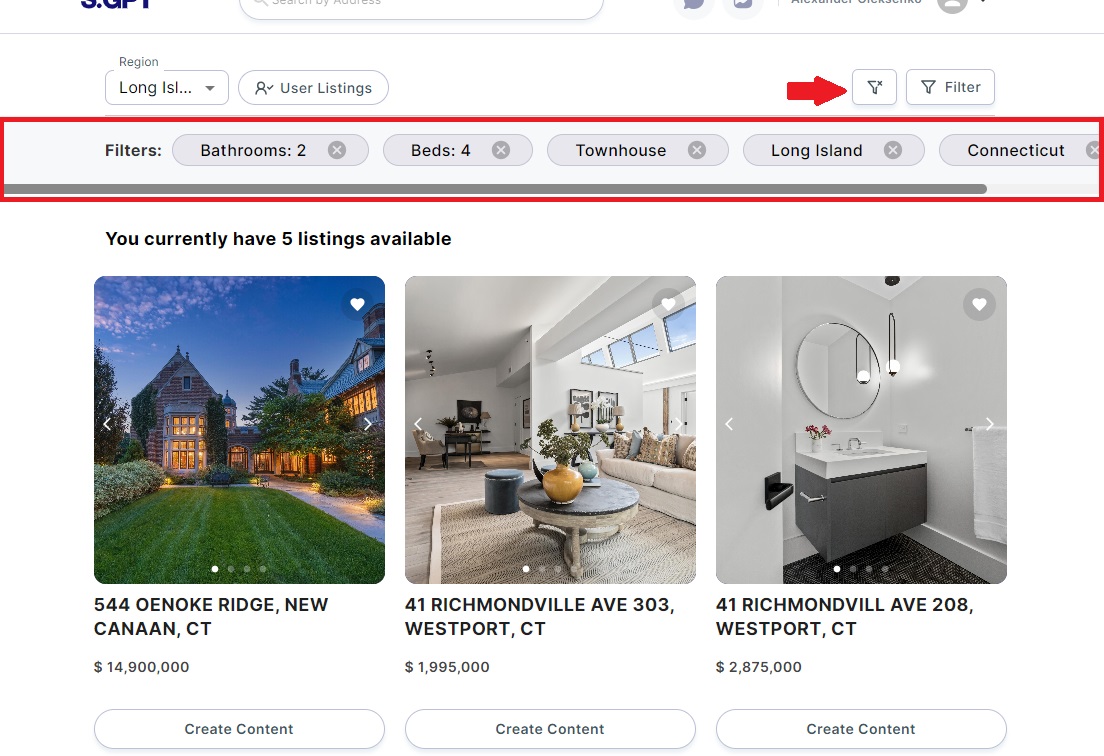 S.GPT
Search by Address
Alexander Oleksenko
Region
Long Isl...
User Listings
Filter
Filters:
Bathrooms: 2
Beds: 4
Townhouse
Long Island
Connecticut
You currently have 5 listings available
544 OENOKE RIDGE, NEW
CANAAN, CT
$ 14,900,000
Create Content
41 RICHMONDVILLE AVE 303,
WESTPORT, CT
$ 1,995,000
Create Content
41 RICHMONDVILL AVE 208,
WESTPORT, CT
$ 2,875,000
Create Content